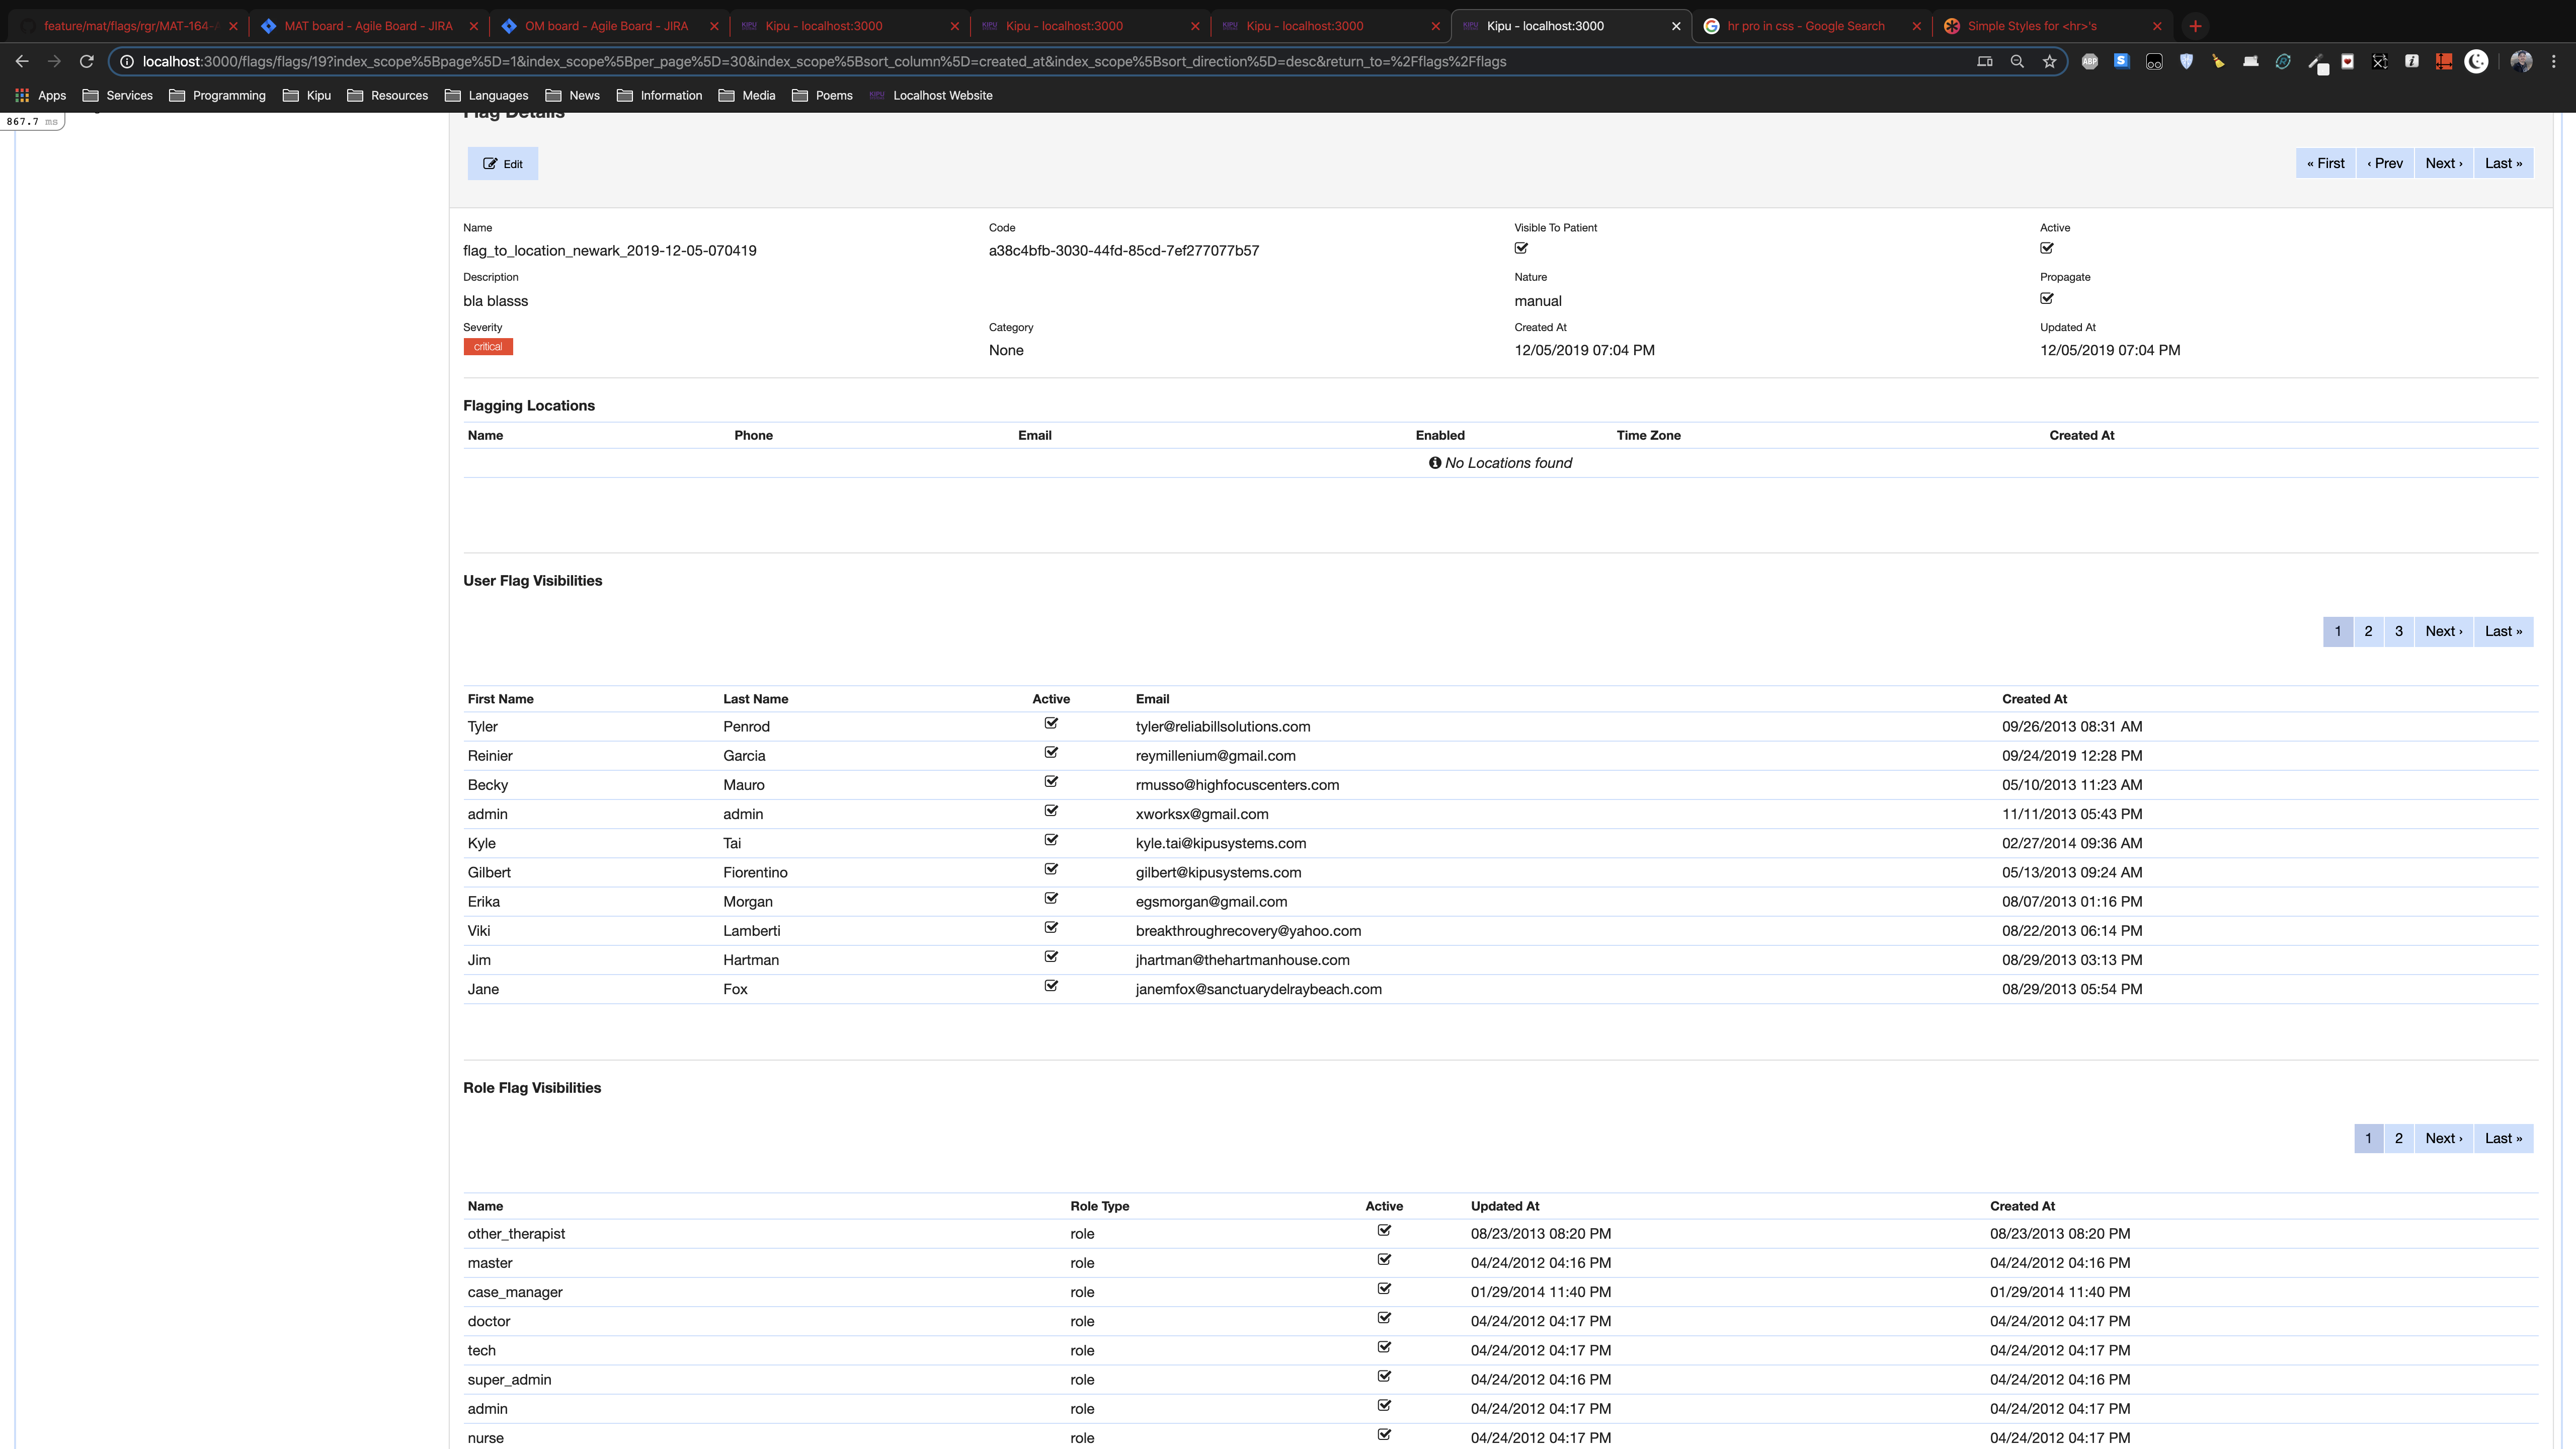 feature/mat/flags/rgr/MAT-164-
MAT board - Agile Board - JIRA
OM board - Agile Board - JIRA
KIPU Kipu - localhost:3000
KIPU Kipu - localhost:3000
KIPU Kipu - localhost:3000
KIPU Kipu - localhost:3000
hr pro in css - Google Search
Simple Styles for <hr>'s
localhost:3000/flags/flags/19?index_scope%5Bpage%5D=1&index_scope%5Bper_page%5D=30&index_scope%5Bsort_column%5D=created_at&index_scope%5Bsort_direction%5D=desc&return_to=%2Fflags%2Fflags
ABP
Apps Services Programming Kipu Resources Languages News Information Media Poems KIPU Localhost Website
867.7 ms
Flag Details
Edit
« First ‹ Prev Next › Last »
Name Code Visible To Patient Active
flag_to_location_newark_2019-12-05-070419 a38c4bfb-3030-44fd-85cd-7ef277077b57
Description Nature Propagate
bla blasss manual
Severity Category Created At Updated At
critical None 12/05/2019 07:04 PM 12/05/2019 07:04 PM
Flagging Locations
Name Phone Email Enabled Time Zone Created At
No Locations found
User Flag Visibilities
1 2 3 Next › Last »
First Name Last Name Active Email Created At
Tyler Penrod tyler@reliabillsolutions.com 09/26/2013 08:31 AM
Reinier Garcia reymillenium@gmail.com 09/24/2019 12:28 PM
Becky Mauro rmusso@highfocuscenters.com 05/10/2013 11:23 AM
admin admin xworksx@gmail.com 11/11/2013 05:43 PM
Kyle Tai kyle.tai@kipusystems.com 02/27/2014 09:36 AM
Gilbert Fiorentino gilbert@kipusystems.com 05/13/2013 09:24 AM
Erika Morgan egsmorgan@gmail.com 08/07/2013 01:16 PM
Viki Lamberti breakthroughrecovery@yahoo.com 08/22/2013 06:14 PM
Jim Hartman jhartman@thehartmanhouse.com 08/29/2013 03:13 PM
Jane Fox janemfox@sanctuarydelraybeach.com 08/29/2013 05:54 PM
Role Flag Visibilities
1 2 Next › Last »
Name Role Type Active Updated At Created At
other_therapist role 08/23/2013 08:20 PM 08/23/2013 08:20 PM
master role 04/24/2012 04:16 PM 04/24/2012 04:16 PM
case_manager role 01/29/2014 11:40 PM 01/29/2014 11:40 PM
doctor role 04/24/2012 04:17 PM 04/24/2012 04:17 PM
tech role 04/24/2012 04:17 PM 04/24/2012 04:17 PM
super_admin role 04/24/2012 04:16 PM 04/24/2012 04:16 PM
admin role 04/24/2012 04:17 PM 04/24/2012 04:17 PM
nurse role 04/24/2012 04:17 PM 04/24/2012 04:17 PM